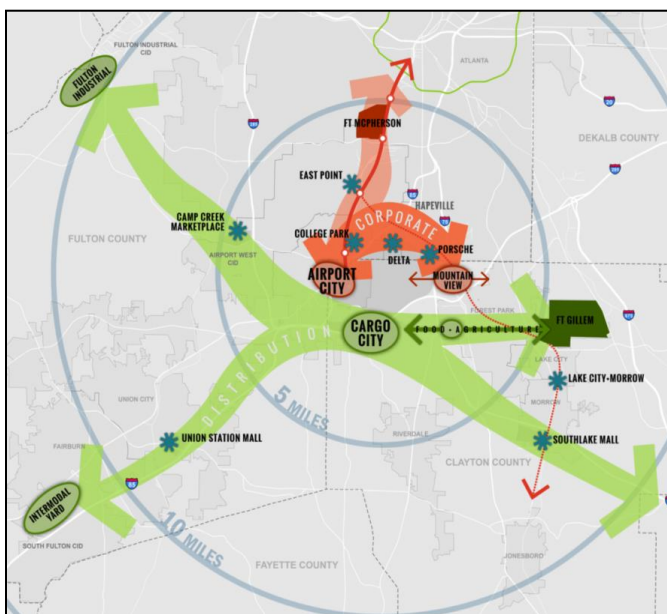 FULTON INDUSTRIAL
CID
FULTON
INDUSTRIAL
ATLANTA
20
285
FT MCPHERSON
DEKALB COUNTY
EAST POINT
HAPEVILLE
CAMP CREEK
MARKETPLACE
FULTON COUNTY
CORPORATE
COLLEGE PARK
DELTA
PORSCHE
AIRPORT WEST
CID
AIRPORT
CITY
MOUNTAIN
VIEW
FOREST PARK
FT GILLEM
CARGO
CITY
FOOD-AGRICULTURE
DISTRIBUTION
LAKE CITY
LAKE CITY-MORROW
UNION CITY
5 MILES
MORROW
RIVERDALE
UNION STATION MALL
SOUTHLAKE MALL
FAIRBURN
CLAYTON COUNTY
85
INTERMODAL
YARD
10 MILES
SOUTH FULTON CID
JONESBORO
FAYETTE COUNTY